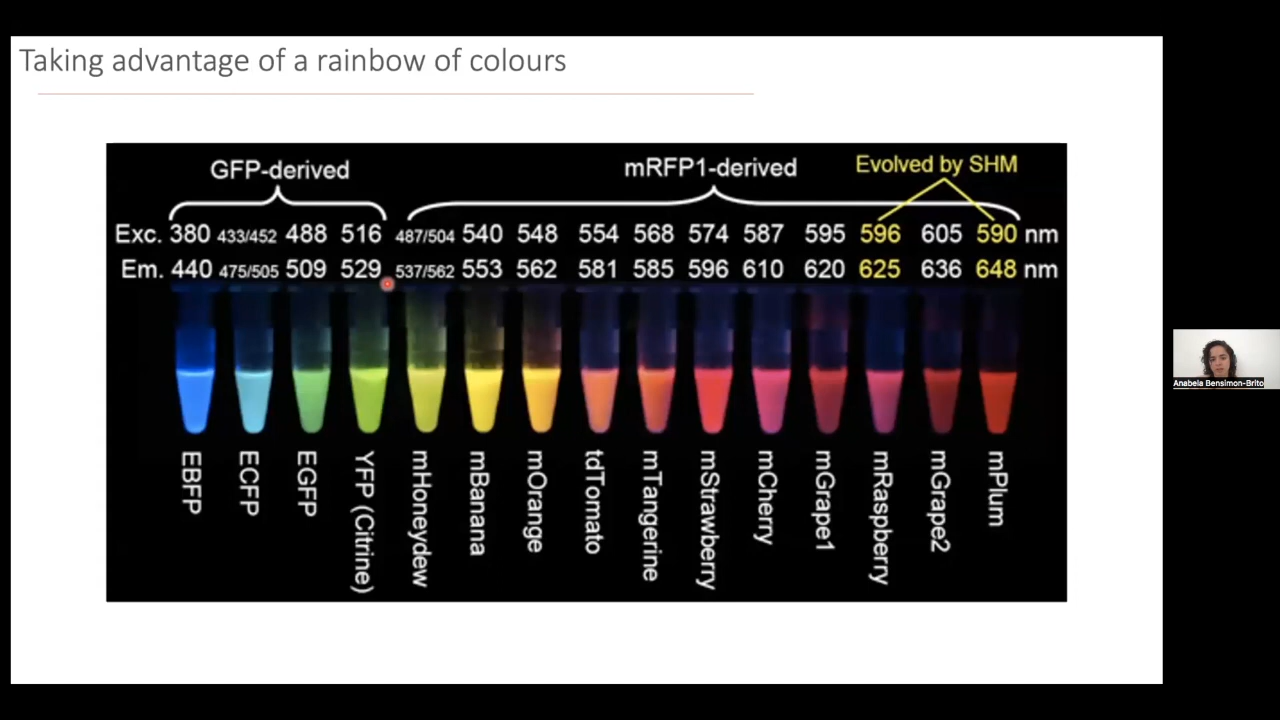 Taking advantage of a rainbow of colours
GFP-derived
mRFP1-derived
Evolved by SHM
Exc. 380 433/452 488 516 487/504 540 548 554 568 574 587 595 596 605 590 nm
Em. 440 475/505 509 529 537/562 553 562 581 585 596 610 620 625 636 648 nm
EBFP
ECFP
EGFP
YFP (Citrine)
mHoneydew
mBanana
mOrange
tdTomato
mTangerine
mStrawberry
mCherry
mGrape1
mRaspberry
mGrape2
mPlum
Anabela Bensimon-Brito